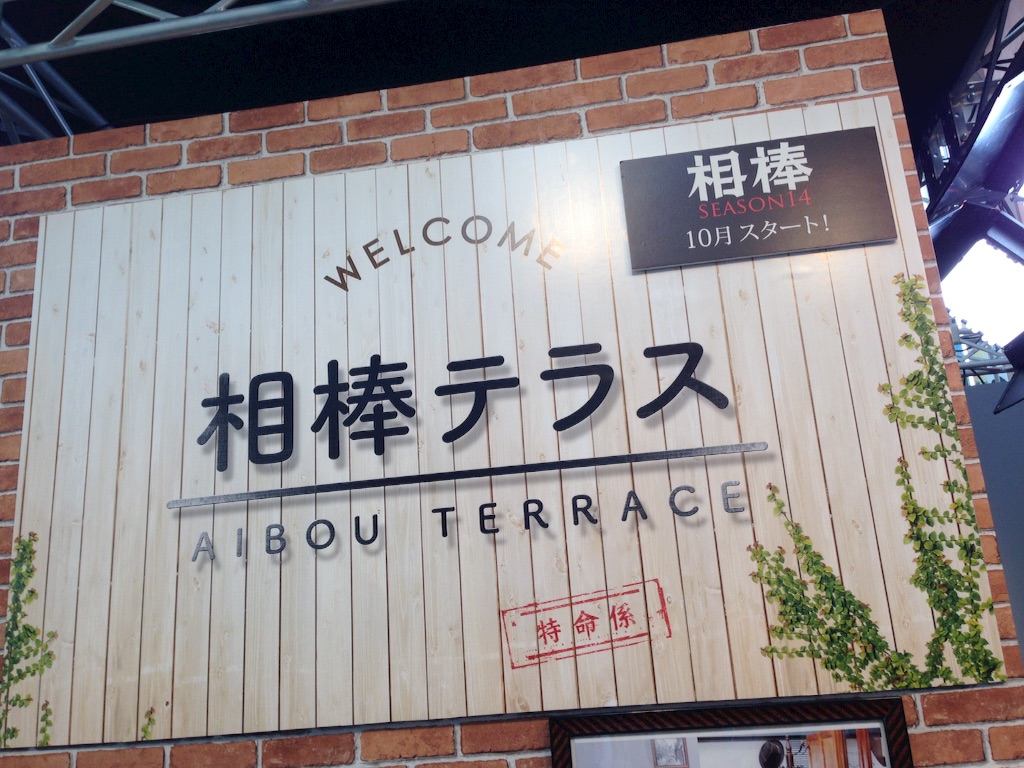 WELCOME
相棒
SEASON14
10月スタート!
相棒テラス
AIBOU TERRACE
特命係